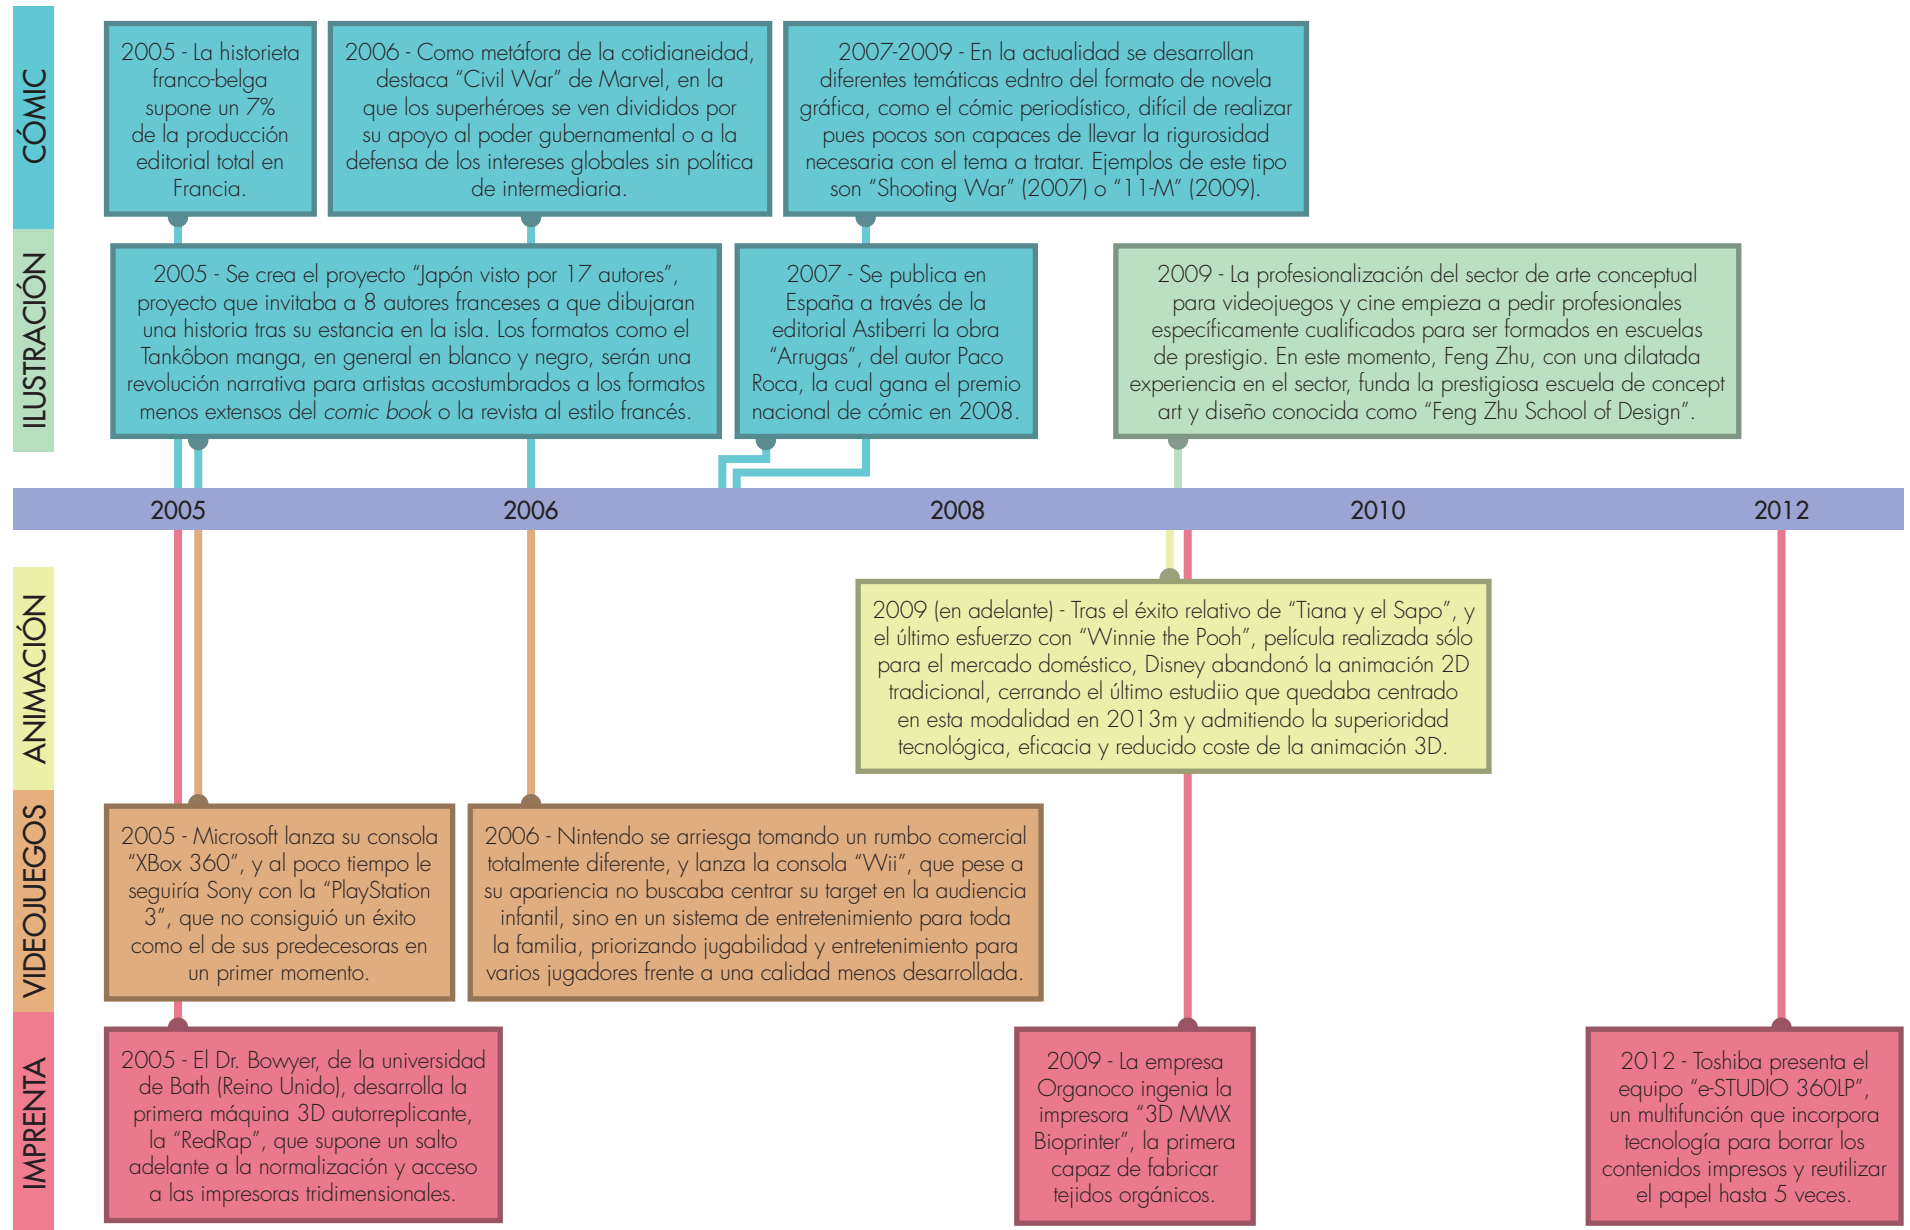 CÓMIC
2005 - La historieta
franco-belga
supone un 7%
de la producción
editorial total en
Francia.
2006 - Como metáfora de la cotidianeidad,
destaca “Civil War” de Marvel, en la
que los superhéroes se ven divididos por
su apoyo al poder gubernamental o a la
defensa de los intereses globales sin política
de intermediaria.
2007-2009 - En la actualidad se desarrollan
diferentes temáticas edntro del formato de novela
gráfica, como el cómic periodístico, difícil de realizar
pues pocos son capaces de llevar la rigurosidad
necesaria con el tema a tratar. Ejemplos de este tipo
son “Shooting War” (2007) o “11-M” (2009).
ILUSTRACIÓN
2005 - Se crea el proyecto “Japón visto por 17 autores”,
proyecto que invitaba a 8 autores franceses a que dibujaran
una historia tras su estancia en la isla. Los formatos como el
Tankôbon manga, en general en blanco y negro, serán una
revolución narrativa para artistas acostumbrados a los formatos
menos extensos del comic book o la revista al estilo francés.
2007 - Se publica en
España a través de la
editorial Astiberri la obra
“Arrugas”, del autor Paco
Roca, la cual gana el premio
nacional de cómic en 2008.
2009 - La profesionalización del sector de arte conceptual
para videojuegos y cine empieza a pedir profesionales
específicamente cualificados para ser formados en escuelas
de prestigio. En este momento, Feng Zhu, con una dilatada
experiencia en el sector, funda la prestigiosa escuela de concept
art y diseño conocida como “Feng Zhu School of Design”.
2005 2006 2008 2010 2012
ANIMACIÓN
2009 (en adelante) - Tras el éxito relativo de “Tiana y el Sapo”, y
el último esfuerzo con “Winnie the Pooh”, película realizada sólo
para el mercado doméstico, Disney abandonó la animación 2D
tradicional, cerrando el último estudiio que quedaba centrado
en esta modalidad en 2013m y admitiendo la superioridad
tecnológica, eficacia y reducido coste de la animación 3D.
VIDEOJUEGOS
2005 - Microsoft lanza su consola
“XBox 360”, y al poco tiempo le
seguiría Sony con la “PlayStation
3”, que no consiguió un éxito
como el de sus predecesoras en
un primer momento.
2006 - Nintendo se arriesga tomando un rumbo comercial
totalmente diferente, y lanza la consola “Wii”, que pese a
su apariencia no buscaba centrar su target en la audiencia
infantil, sino en un sistema de entretenimiento para toda
la familia, priorizando jugabilidad y entretenimiento para
varios jugadores frente a una calidad menos desarrollada.
IMPRENTA
2005 - El Dr. Bowyer, de la universidad
de Bath (Reino Unido), desarrolla la
primera máquina 3D autorreplicante,
la “RedRap”, que supone un salto
adelante a la normalización y acceso
a las impresoras tridimensionales.
2009 - La empresa
Organoco ingenia la
impresora “3D MMX
Bioprinter”, la primera
capaz de fabricar
tejidos orgánicos.
2012 - Toshiba presenta el
equipo “e-STUDIO 360LP”,
un multifunción que incorpora
tecnología para borrar los
contenidos impresos y reutilizar
el papel hasta 5 veces.